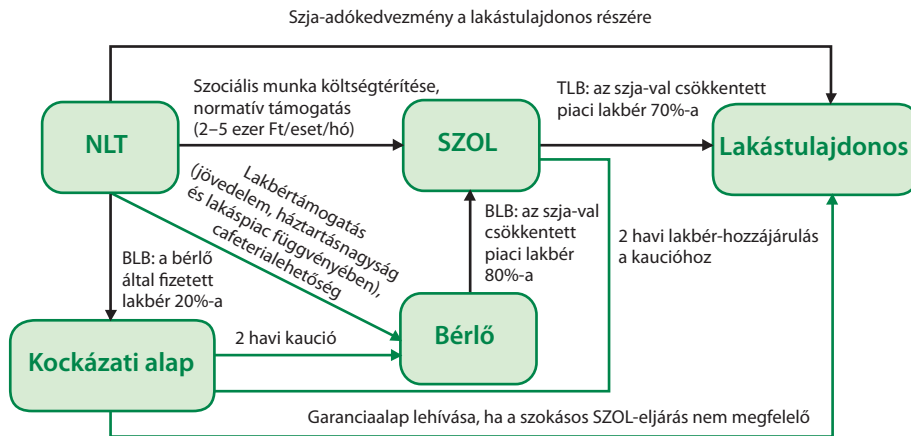 Szja-adókedvezmény a lakástulajdonos részére
Szociális munka költségtérítése,
normatív támogatás
(2–5 ezer Ft/eset/hó)
TLB: az szja-val csökkentett
piaci lakbér 70%-a
NLT
SZOL
Lakástulajdonos
Lakbértámogatás
(jövedelem, háztartásnagyság
és lakáspiac függvényében),
cafeterialehetőség
BLB: az szja-val
csökkentett
piaci lakbér
80%-a
2 havi lakbér-hozzájárulás
a kaucióhoz
BLB: a bérlő
által fizetett
lakbér 20%-a
Bérlő
2 havi kaució
Kockázati alap
Garanciaalap lehívása, ha a szokásos SZOL-eljárás nem megfelelő